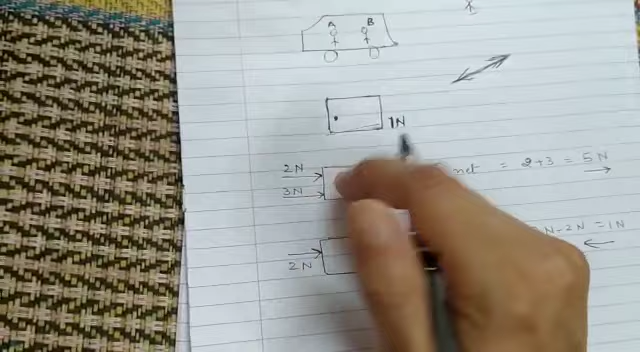 A B
1N
2N
net = 2+3 = 5N
3N
N-2N = 1N
2N